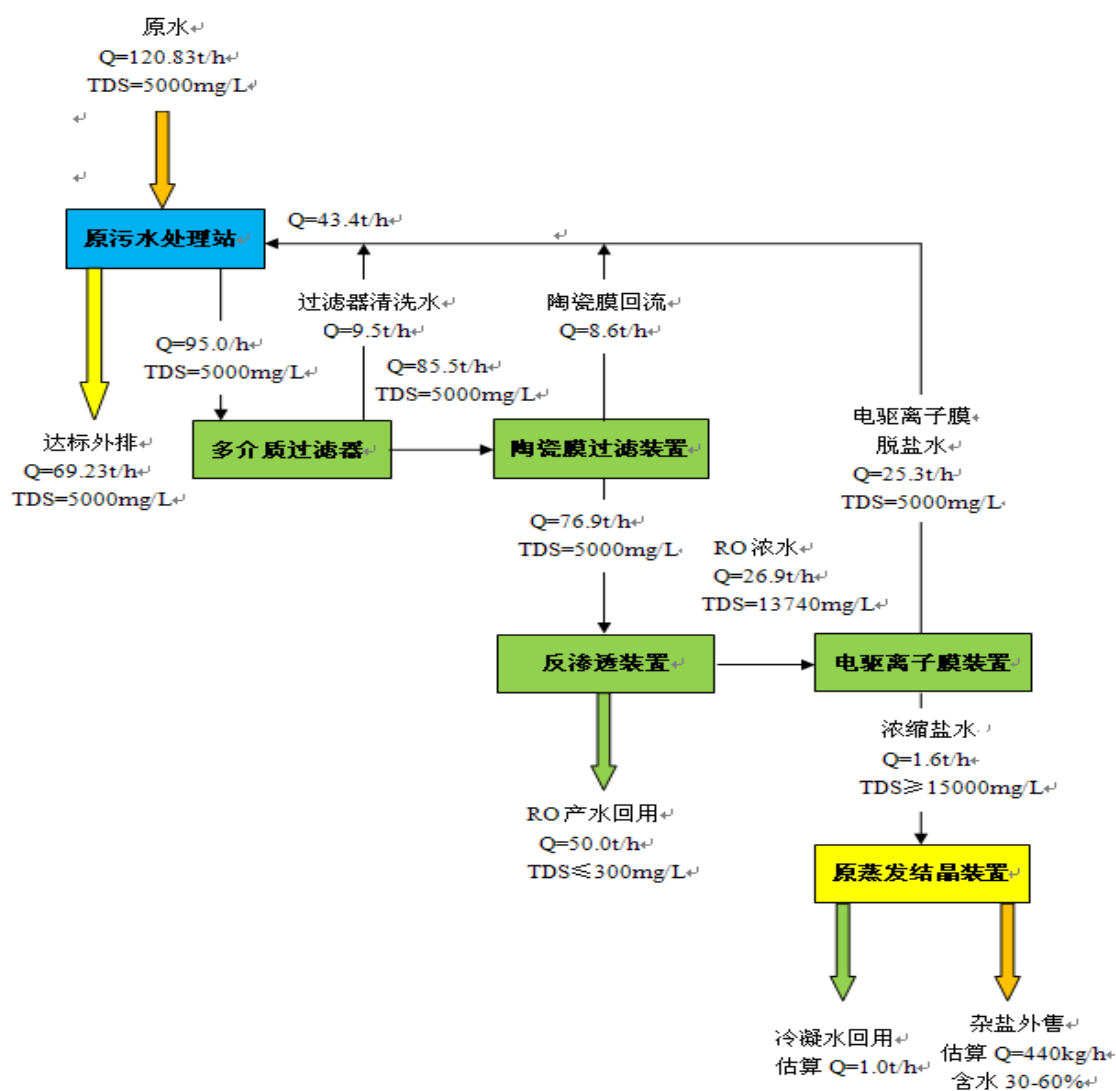 原水↵
Q=120.83t/h↵
TDS=5000mg/L↵
↵
↵
原污水处理站↵
Q=43.4t/h↵
↵
过滤器清洗水↵
Q=9.5t/h↵
陶瓷膜回流↵
Q=8.6t/h↵
Q=95.0/h↵
TDS=5000mg/L↵
Q=85.5t/h↵
TDS=5000mg/L↵
达标外排↵
Q=69.23t/h↵
TDS=5000mg/L↵
多介质过滤器↵
陶瓷膜过滤装置↵
电驱离子膜↵
脱盐水↵
Q=25.3t/h↵
TDS=5000mg/L↵
Q=76.9t/h↵
TDS=5000mg/L↵
RO浓水↵
Q=26.9t/h↵
TDS=13740mg/L↵
反渗透装置↵
电驱离子膜装置↵
浓缩盐水↵
Q=1.6t/h↵
TDS≥15000mg/L↵
RO产水回用↵
Q=50.0t/h↵
TDS≤300mg/L↵
原蒸发结晶装置↵
冷凝水回用↵
估算 Q=1.0t/h↵
杂盐外售↵
估算 Q=440kg/h↵
含水 30-60%↵